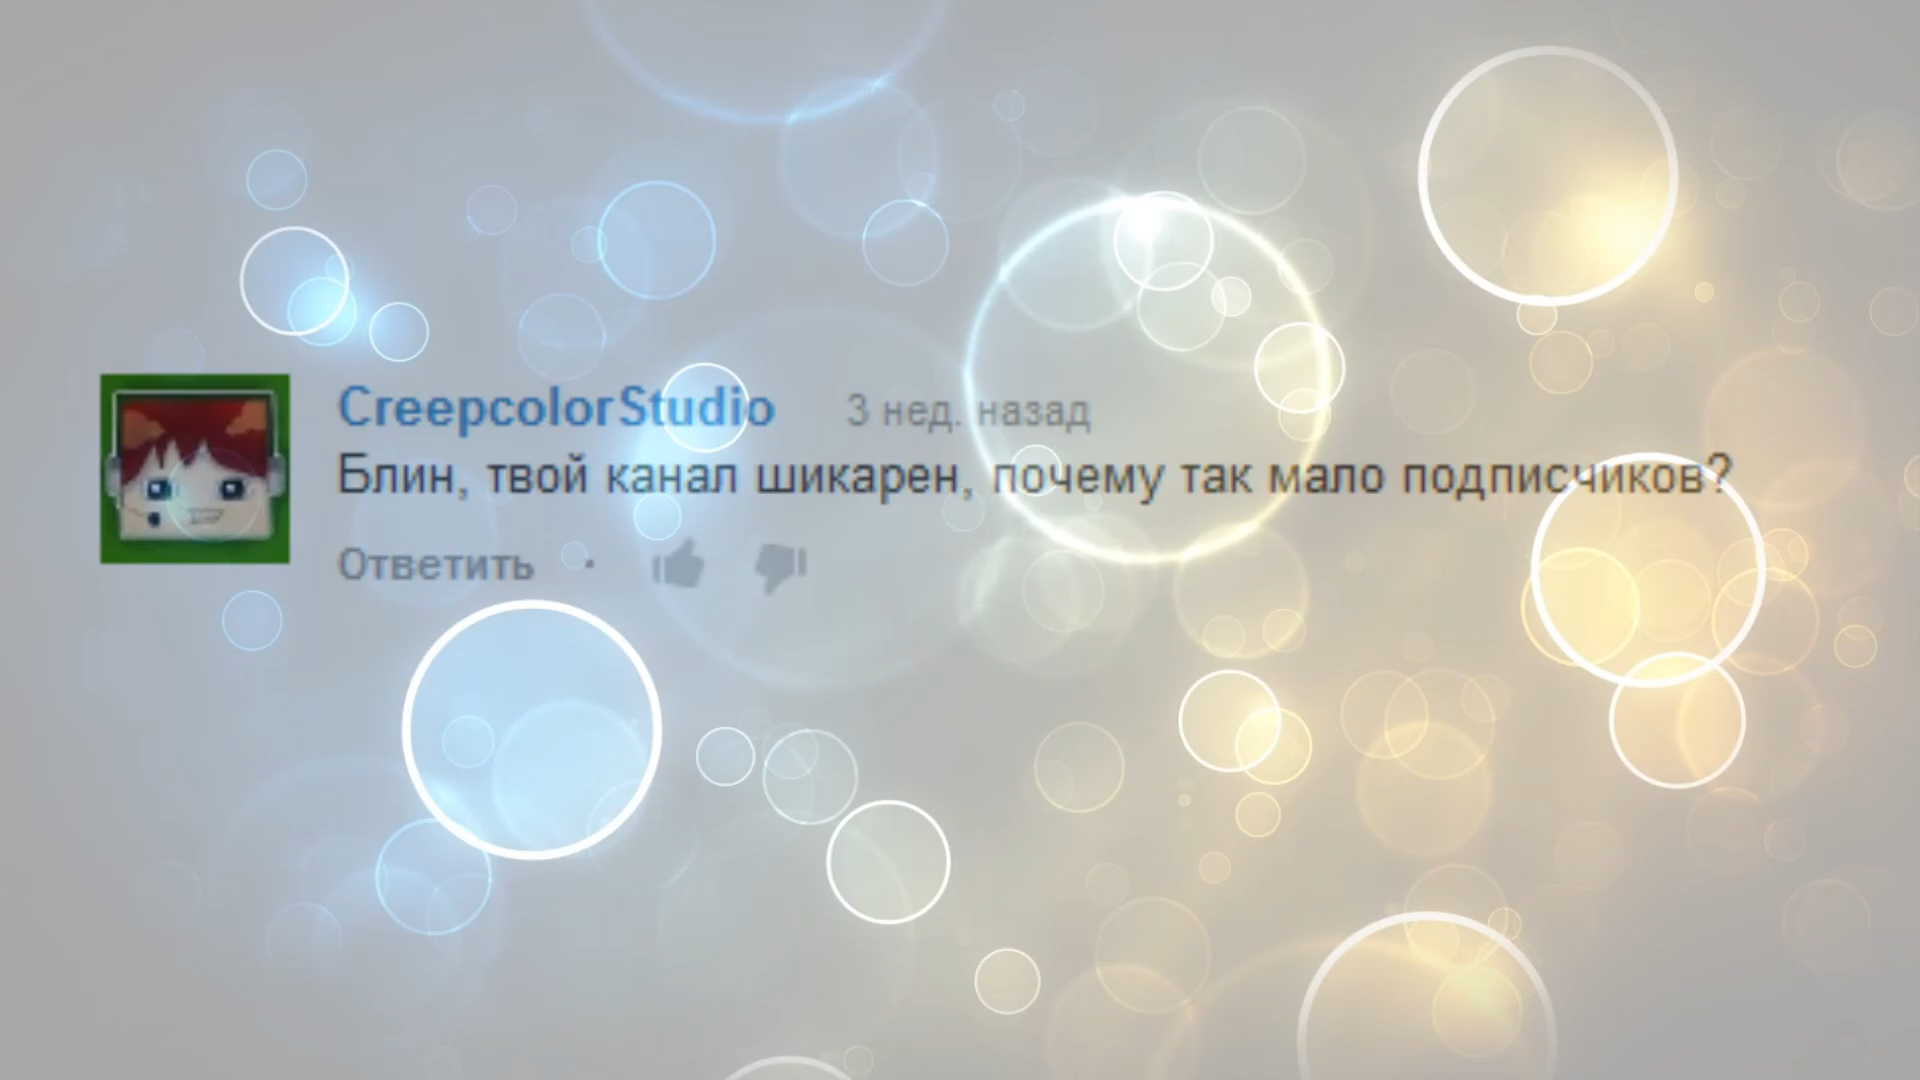 CreepcolorStudio 3 нед. назад
Блин, твой канал шикарен, почему так мало подписчиков?
Ответить ·